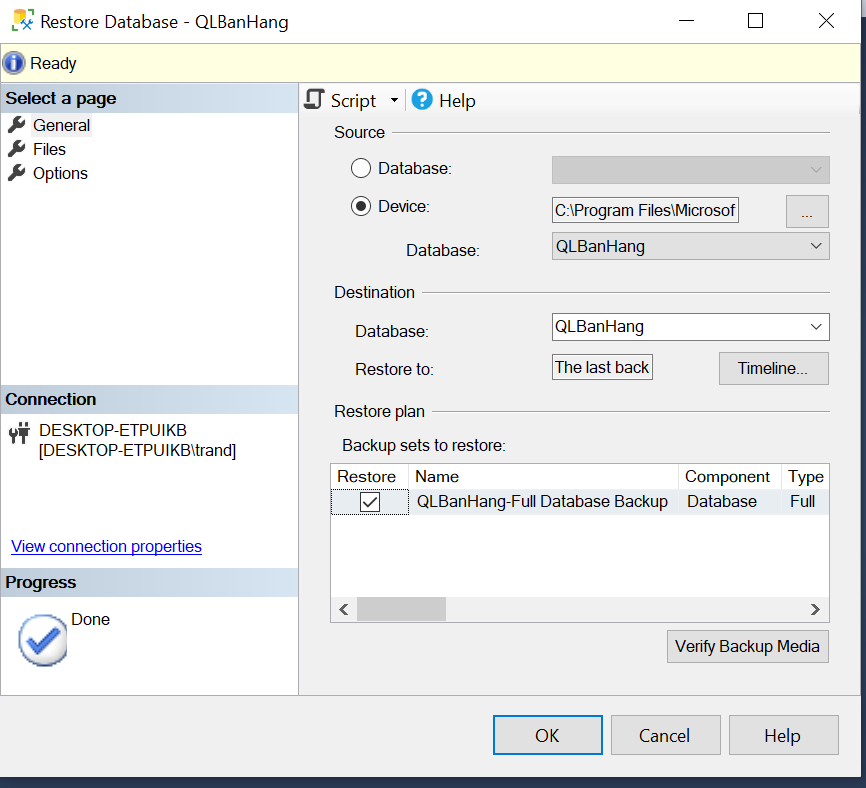 Restore Database - QLBanHang
Ready
Select a page
General
Files
Options
Connection
DESKTOP-ETPUIKB
[DESKTOP-ETPUIKB\trand]
View connection properties
Progress
Done
Script
Help
Source
Database:
Device:
C:\Program Files\Microsof
...
Database:
QLBanHang
Destination
Database:
QLBanHang
Restore to:
The last back
Timeline...
Restore plan
Backup sets to restore:
Restore Name Component Type
QLBanHang-Full Database Backup Database Full
Verify Backup Media
OK
Cancel
Help